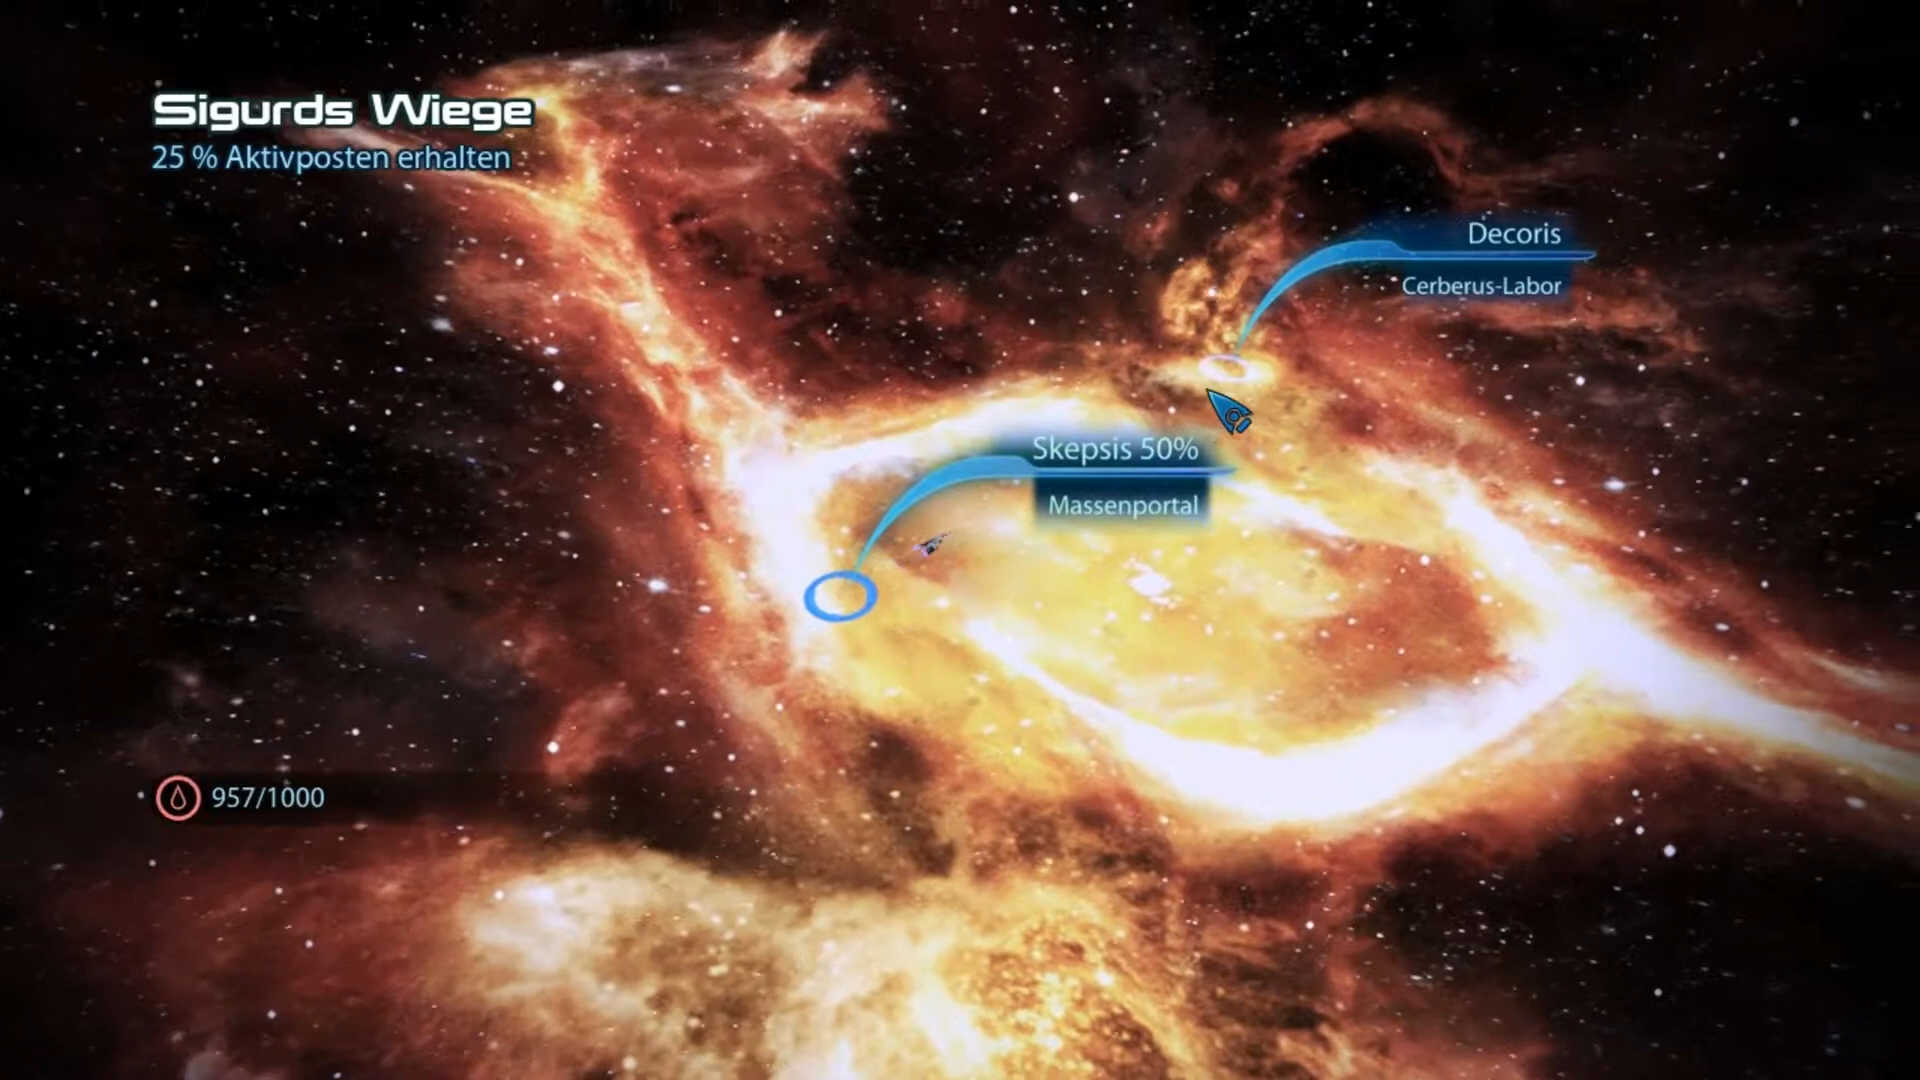 Sigurds Wiege
25 % Aktivposten erhalten
Decoris
Cerberus-Labor
Skepsis 50%
Massenportal
957/1000